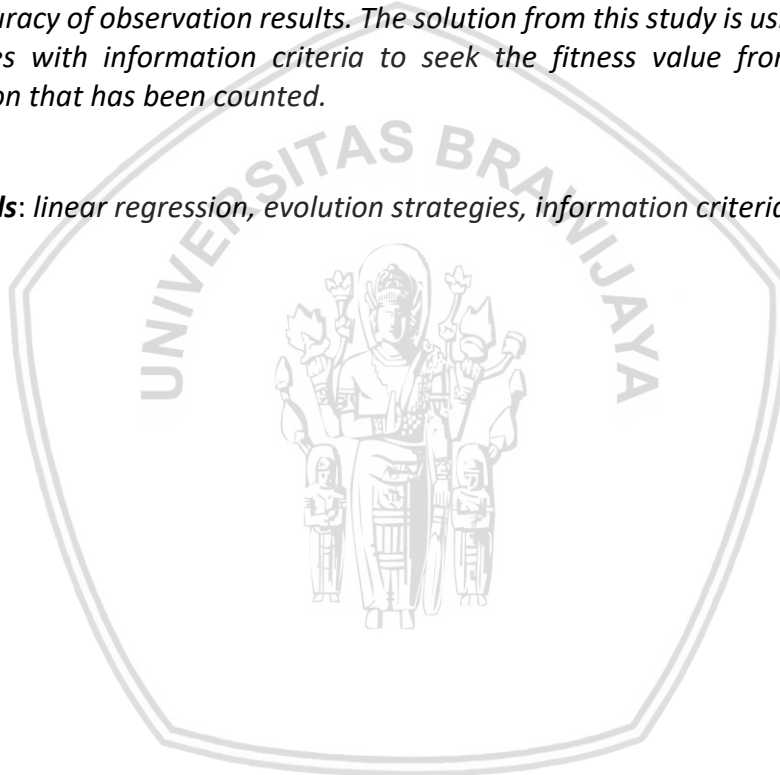 uracy of observation results. The solution from this study is us
es with information criteria to seek the fitness value from
on that has been counted.
ds: linear regression, evolution strategies, information criteria
UNIVERSITAS BRAWIJAYA